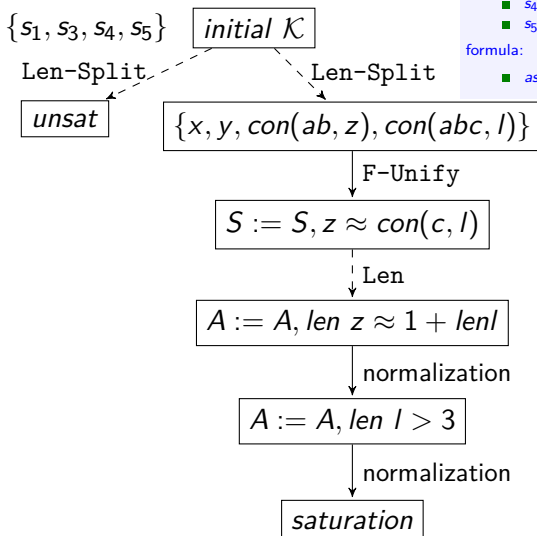 {s₁, s₃, s₄, s₅} initial 𝒦
s₄
s₅
formula:
Len-Split Len-Split
unsat {x, y, con(ab, z), con(abc, l)}
F-Unify
S := S, z ≈ con(c, l)
Len
A := A, len z ≈ 1 + lenl
normalization
A := A, len l > 3
normalization
saturation